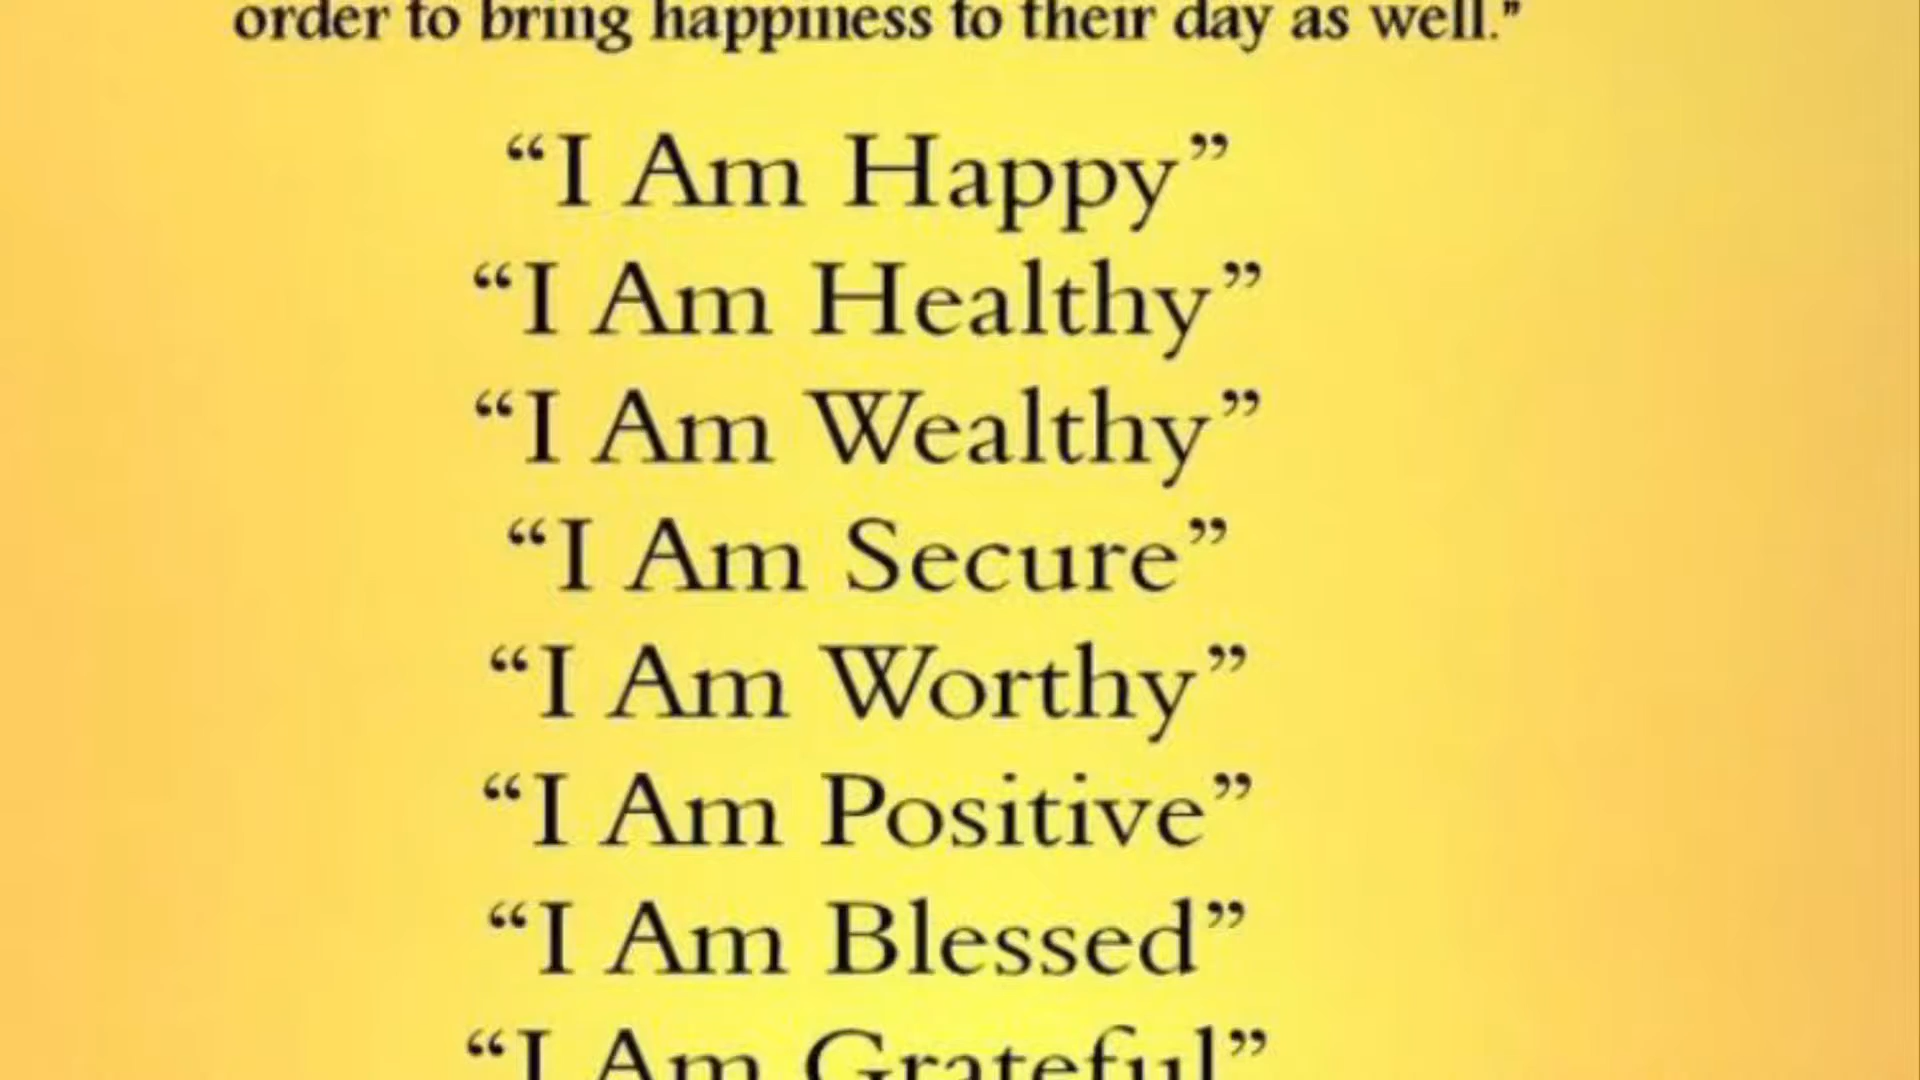 order to bring happiness to their day as well."
“I Am Happy”
“I Am Healthy”
“I Am Wealthy”
“I Am Secure”
“I Am Worthy”
“I Am Positive”
“I Am Blessed”
“I Am Grateful”